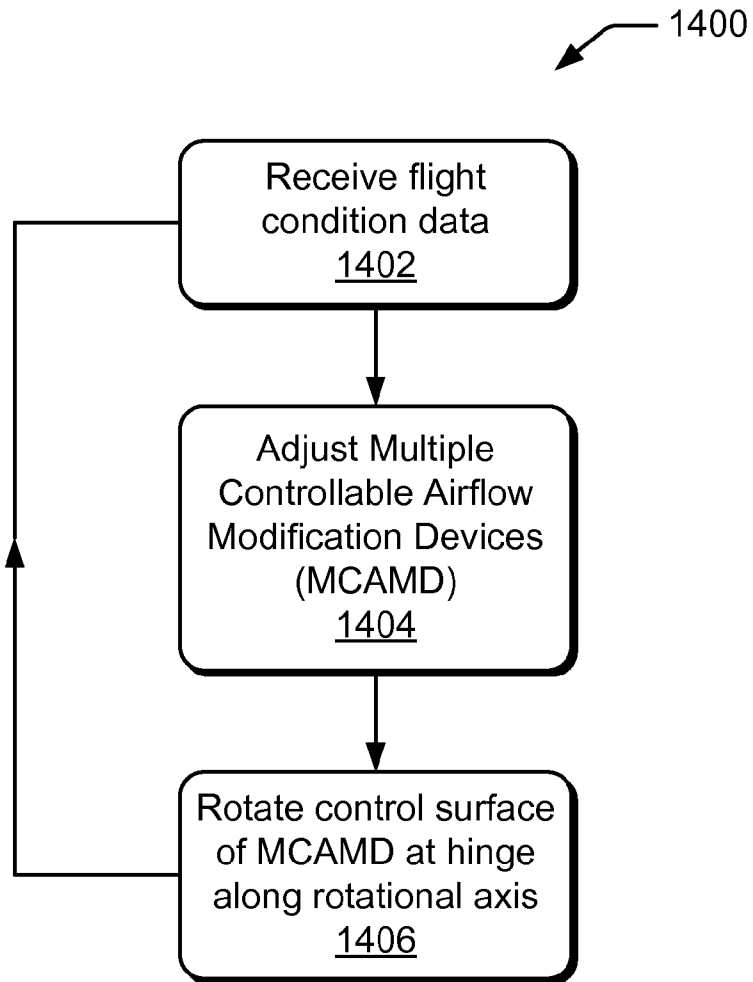 1400
Receive flight
condition data
1402
Adjust Multiple
Controllable Airflow
Modification Devices
(MCAMD)
1404
Rotate control surface
of MCAMD at hinge
along rotational axis
1406